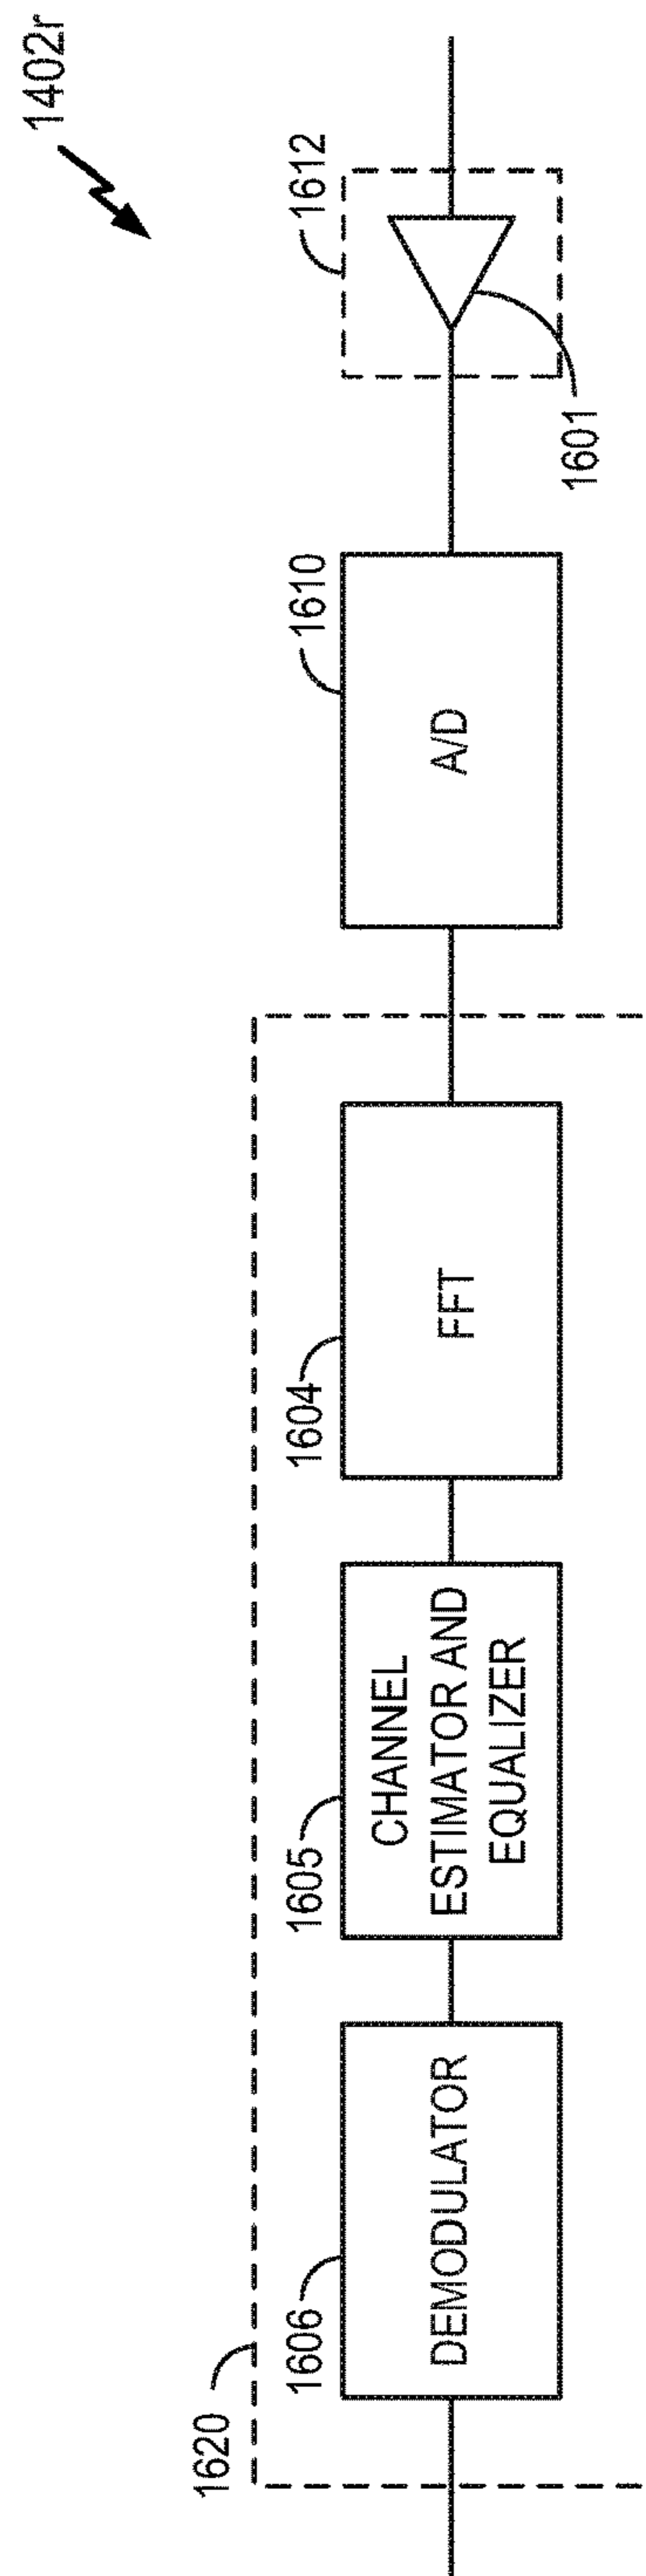 1402r
1612
1601
1610
A/D
1604
FFT
1605
CHANNEL
ESTIMATOR AND
EQUALIZER
1606
DEMODULATOR
1620